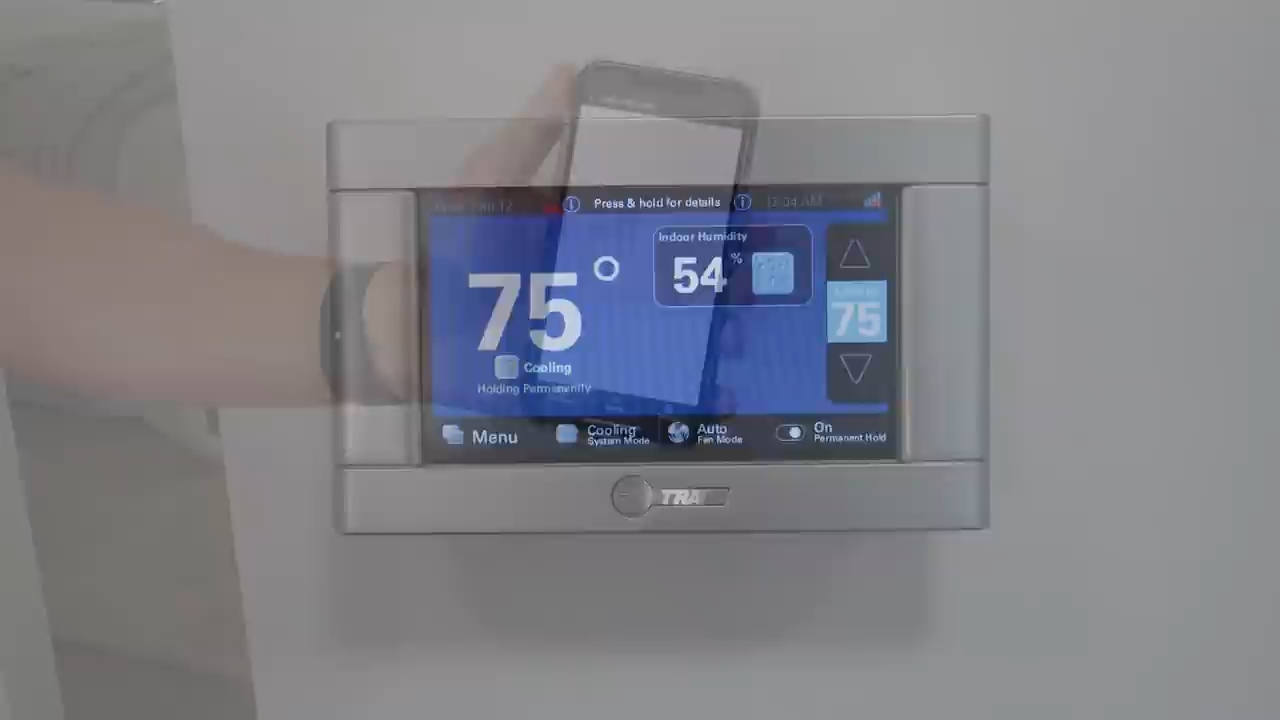 Press & hold for details
Indoor Humidity
54 %
75°
75
Cooling
Holding Permanently
Menu
Cooling
System Mode
Auto
Fan Mode
On
Permanent Hold